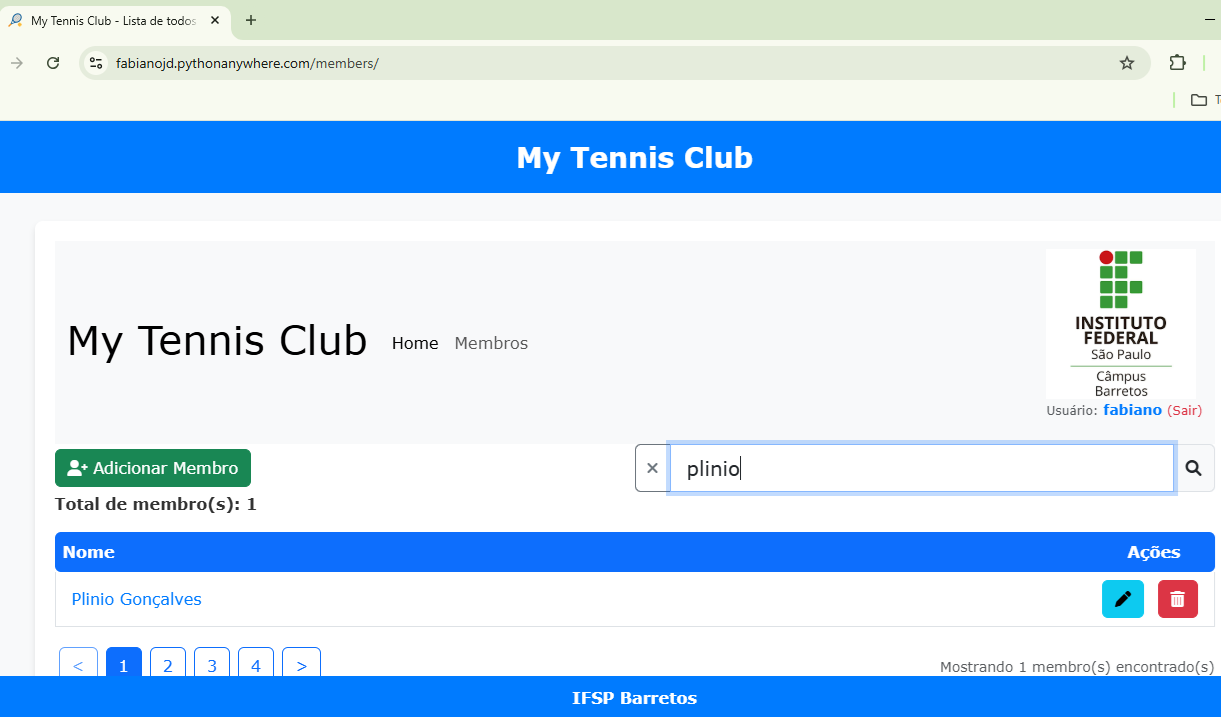 My Tennis Club - Lista de todos
fabianojd.pythonanywhere.com/members/
My Tennis Club
My Tennis Club
Home
Membros
INSTITUTO
FEDERAL
São Paulo
Câmpus
Barretos
Usuário: fabiano (Sair)
Adicionar Membro
plinio
Total de membro(s): 1
Nome
Ações
Plinio Gonçalves
< 1 2 3 4 >
Mostrando 1 membro(s) encontrado(s)
IFSP Barretos